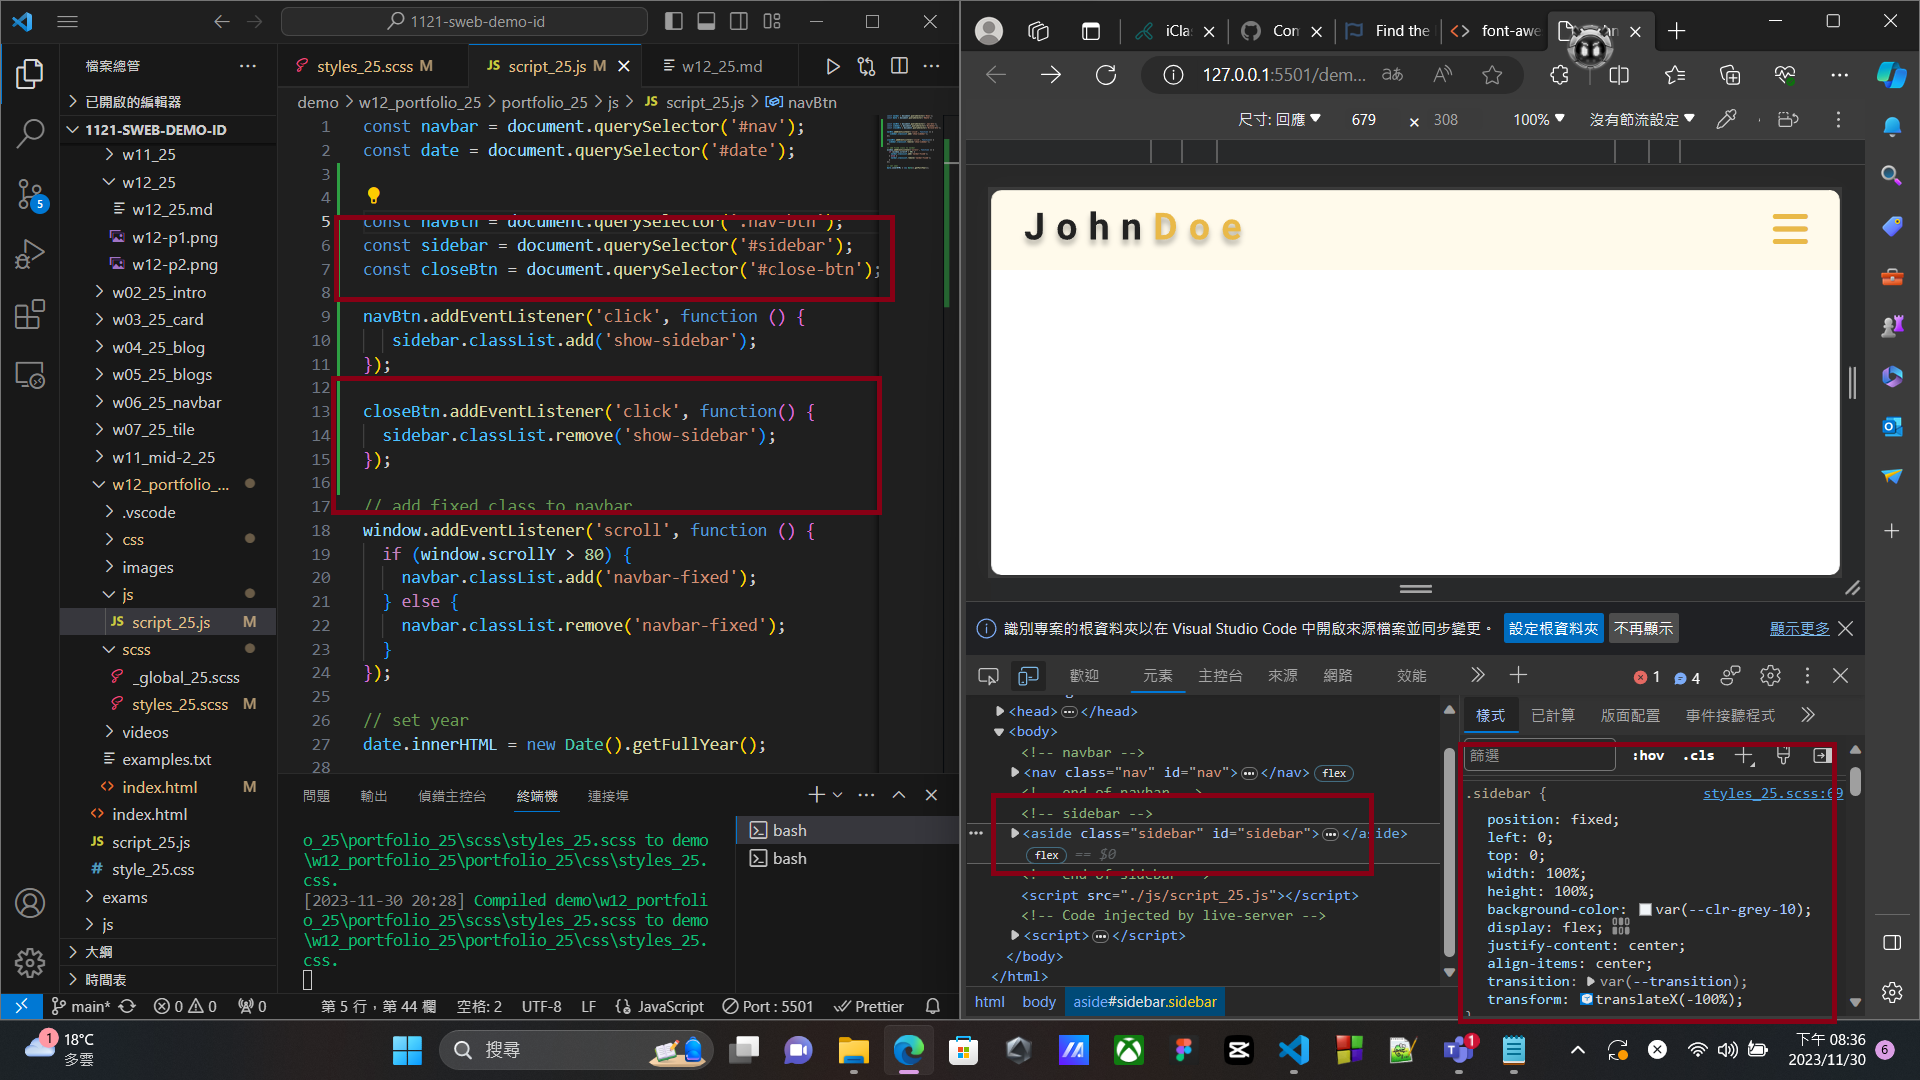 1121-sweb-demo-id
檔案總管
已開啟的編輯器
1121-SWEB-DEMO-ID
w11_25
w12_25
w12_25.md
w12-p1.png
w12-p2.png
w02_25_intro
w03_25_card
w04_25_blog
w05_25_blogs
w06_25_navbar
w07_25_tile
w11_mid-2_25
w12_portfolio_...
.vscode
css
images
js
script_25.js M
scss
_global_25.scss
styles_25.scss M
videos
examples.txt
index.html M
index.html
script_25.js
style_25.css
exams
js
大綱
時間表
5
styles_25.scss M
JS script_25.js M
w12_25.md
demo > w12_portfolio_25 > portfolio_25 > js > JS script_25.js > navBtn
1 const navbar = document.querySelector('#nav');
2 const date = document.querySelector('#date');
3
4
5 const navBtn = document.querySelector('.nav-btn');
6 const sidebar = document.querySelector('#sidebar');
7 const closeBtn = document.querySelector('#close-btn');
8
9 navBtn.addEventListener('click', function () {
10 sidebar.classList.add('show-sidebar');
11 });
12
13 closeBtn.addEventListener('click', function() {
14 sidebar.classList.remove('show-sidebar');
15 });
16
17 // add fixed class to navbar
18 window.addEventListener('scroll', function () {
19 if (window.scrollY > 80) {
20 navbar.classList.add('navbar-fixed');
21 } else {
22 navbar.classList.remove('navbar-fixed');
23 }
24 });
25
26 // set year
27 date.innerHTML = new Date().getFullYear();
28
問題 輸出 偵錯主控台 終端機 連接埠
o_25\portfolio_25\scss\styles_25.scss to demo
\w12_portfolio_25\portfolio_25\css\styles_25.
css.
[2023-11-30 20:28] Compiled demo\w12_portfoli
o_25\portfolio_25\scss\styles_25.scss to demo
\w12_portfolio_25\portfolio_25\css\styles_25.
css.
bash
bash
main* 0 0 0 第 5 行，第 44 欄 空格: 2 UTF-8 LF {} JavaScript Port : 5501 Prettier
iCla
Con
Find the
font-awe
127.0.0.1:5501/dem...
尺寸: 回應 679 × 308 100% 沒有節流設定
JohnDoe
識別專案的根資料夾以在 Visual Studio Code 中開啟來源檔案並同步變更。 設定根資料夾 不再顯示 顯示更多
歡迎 元素 主控台 來源 網路 效能 1 4
<head> </head>
<body>
<!-- navbar -->
<nav class="nav" id="nav"> </nav> flex
<!-- end of navbar -->
<!-- sidebar -->
<aside class="sidebar" id="sidebar"> </aside>
flex == $0
<!-- end of sidebar -->
<script src="./js/script_25.js"></script>
<!-- Code injected by live-server -->
<script> </script>
</body>
</html>
html body aside#sidebar.sidebar
樣式 已計算 版面配置 事件接聽程式
篩選 :hov .cls
.sidebar { styles_25.scss:69
position: fixed;
left: 0;
top: 0;
width: 100%;
height: 100%;
background-color: var(--clr-grey-10);
display: flex;
justify-content: center;
align-items: center;
transition: var(--transition);
transform: translateX(-100%);
1
18°C
多雲
搜尋
1
下午 08:36
2023/11/30
6